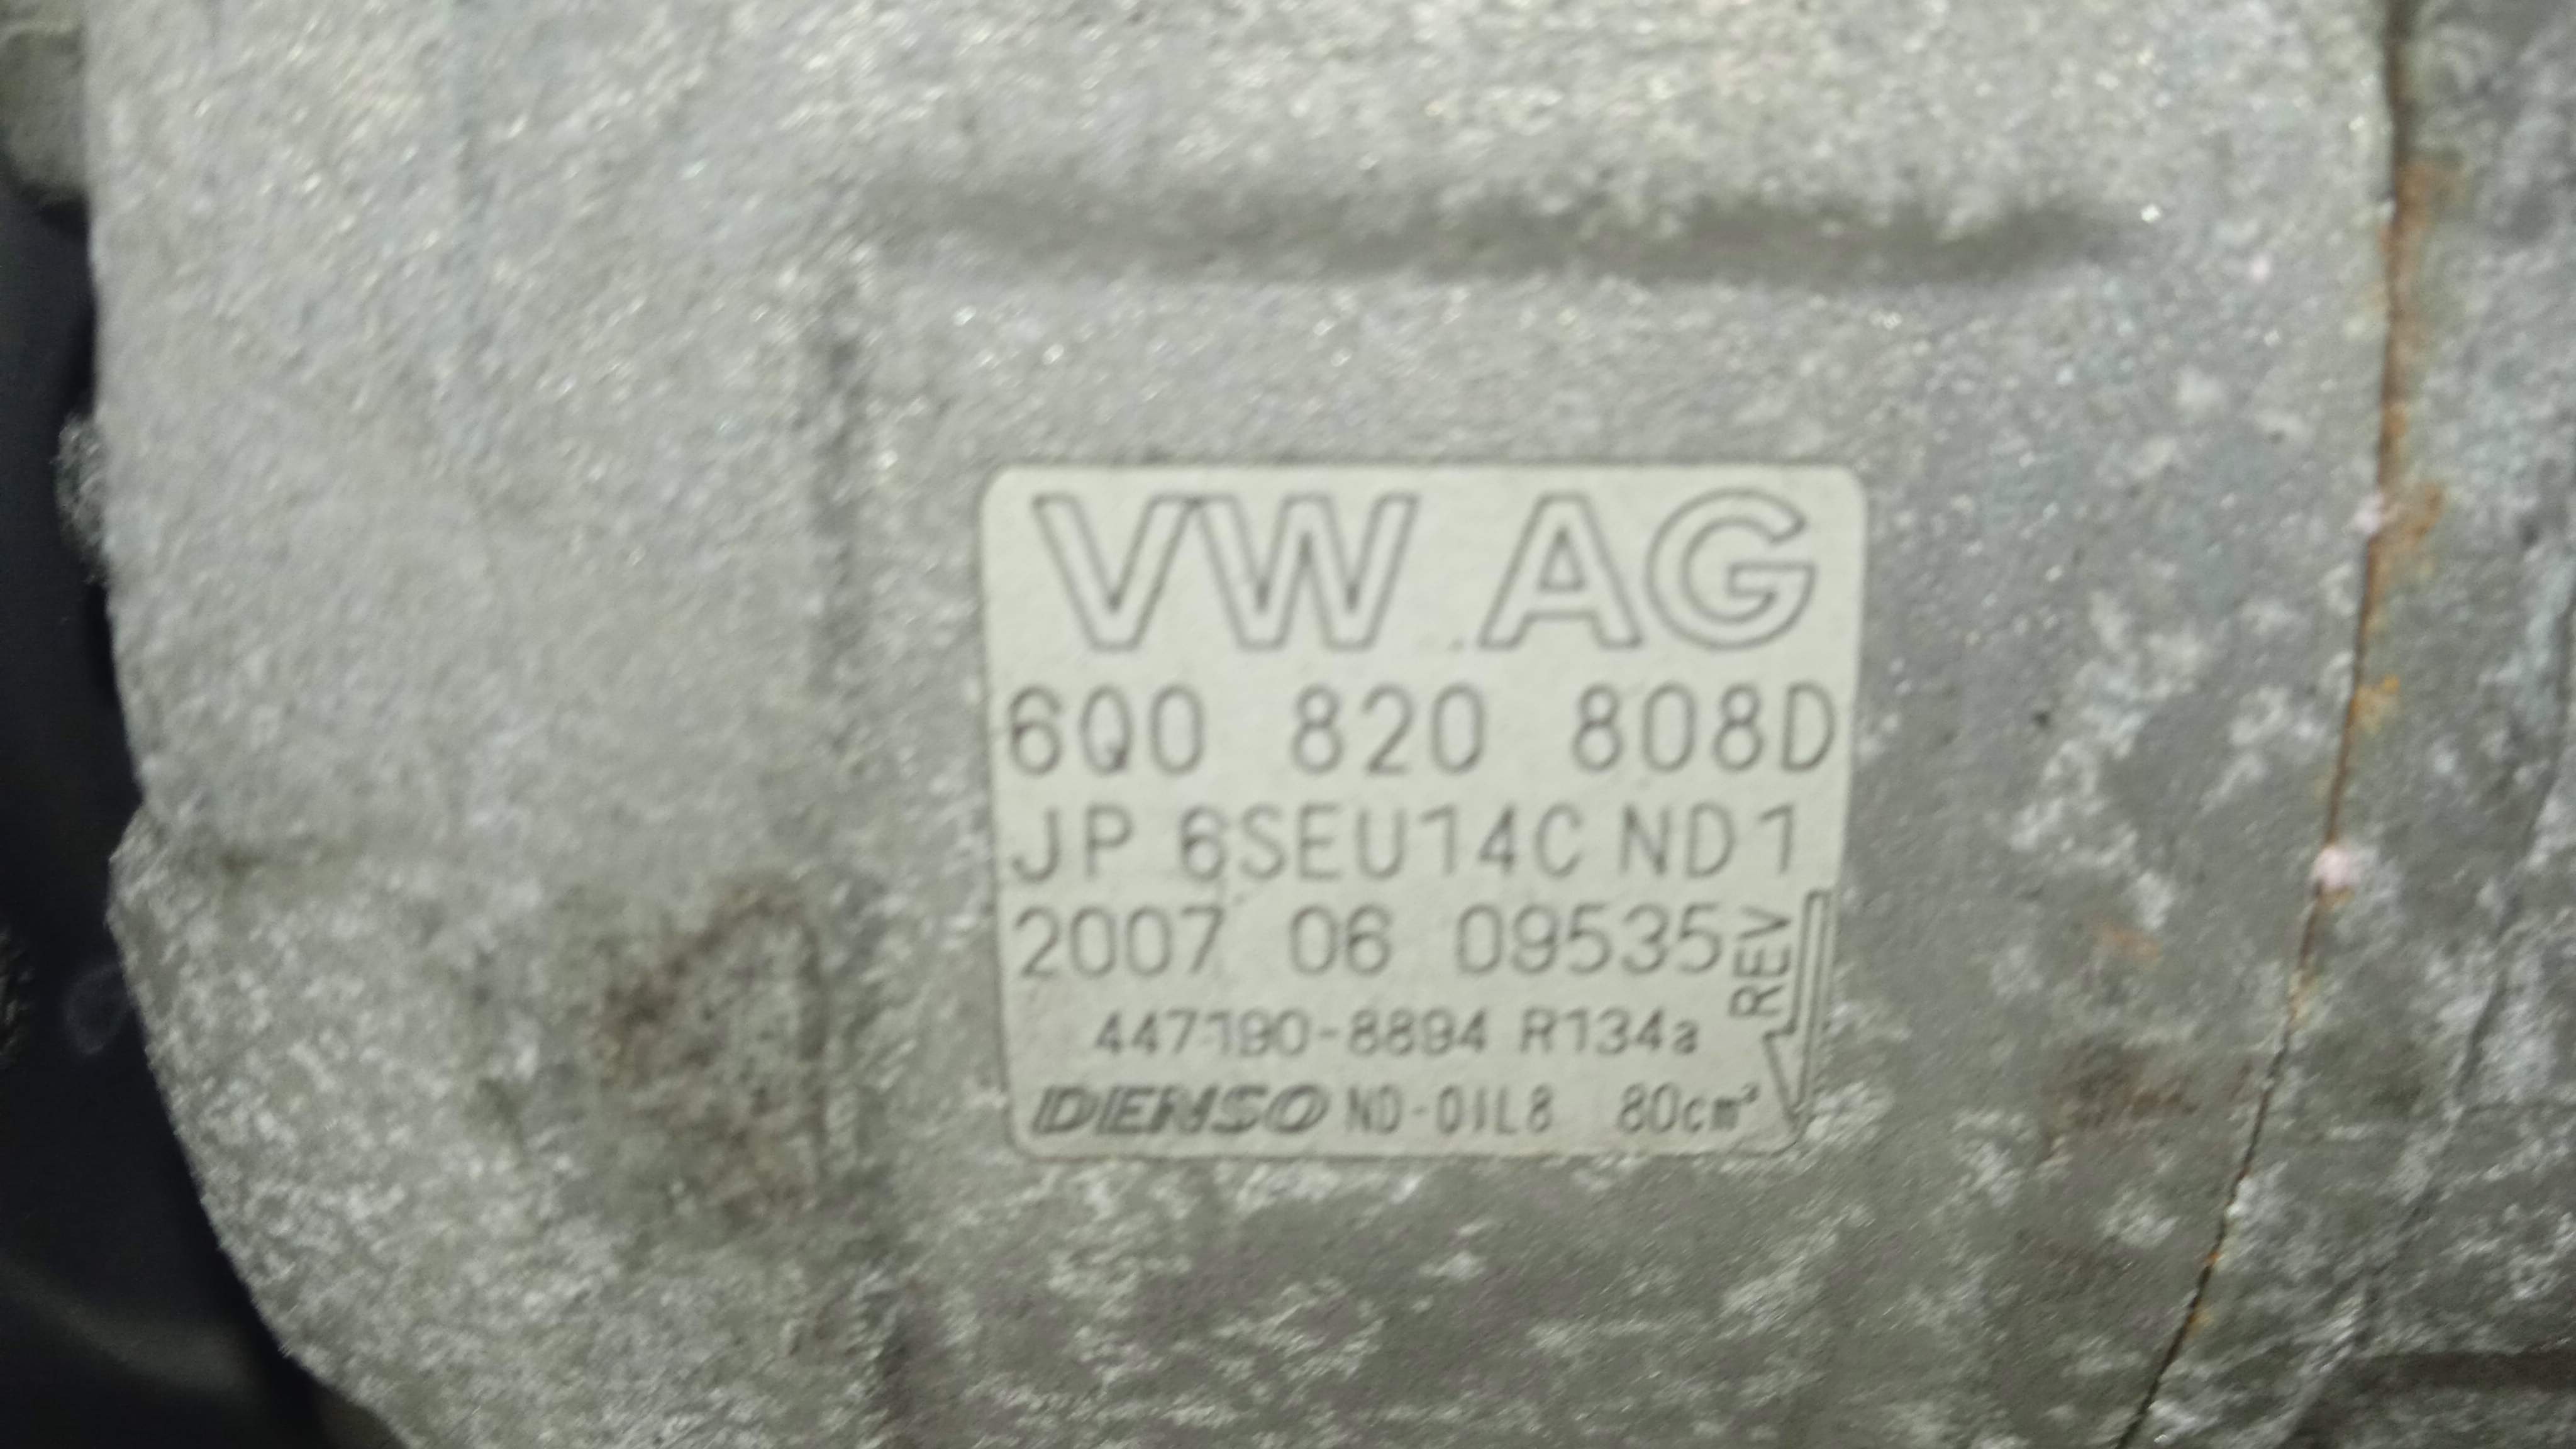 VW AG
6Q0 820 808D
JP 6SEU14C ND1
2007 06 09535
REV
447190-8894 R134a
DENSO ND-OIL8 80cm³